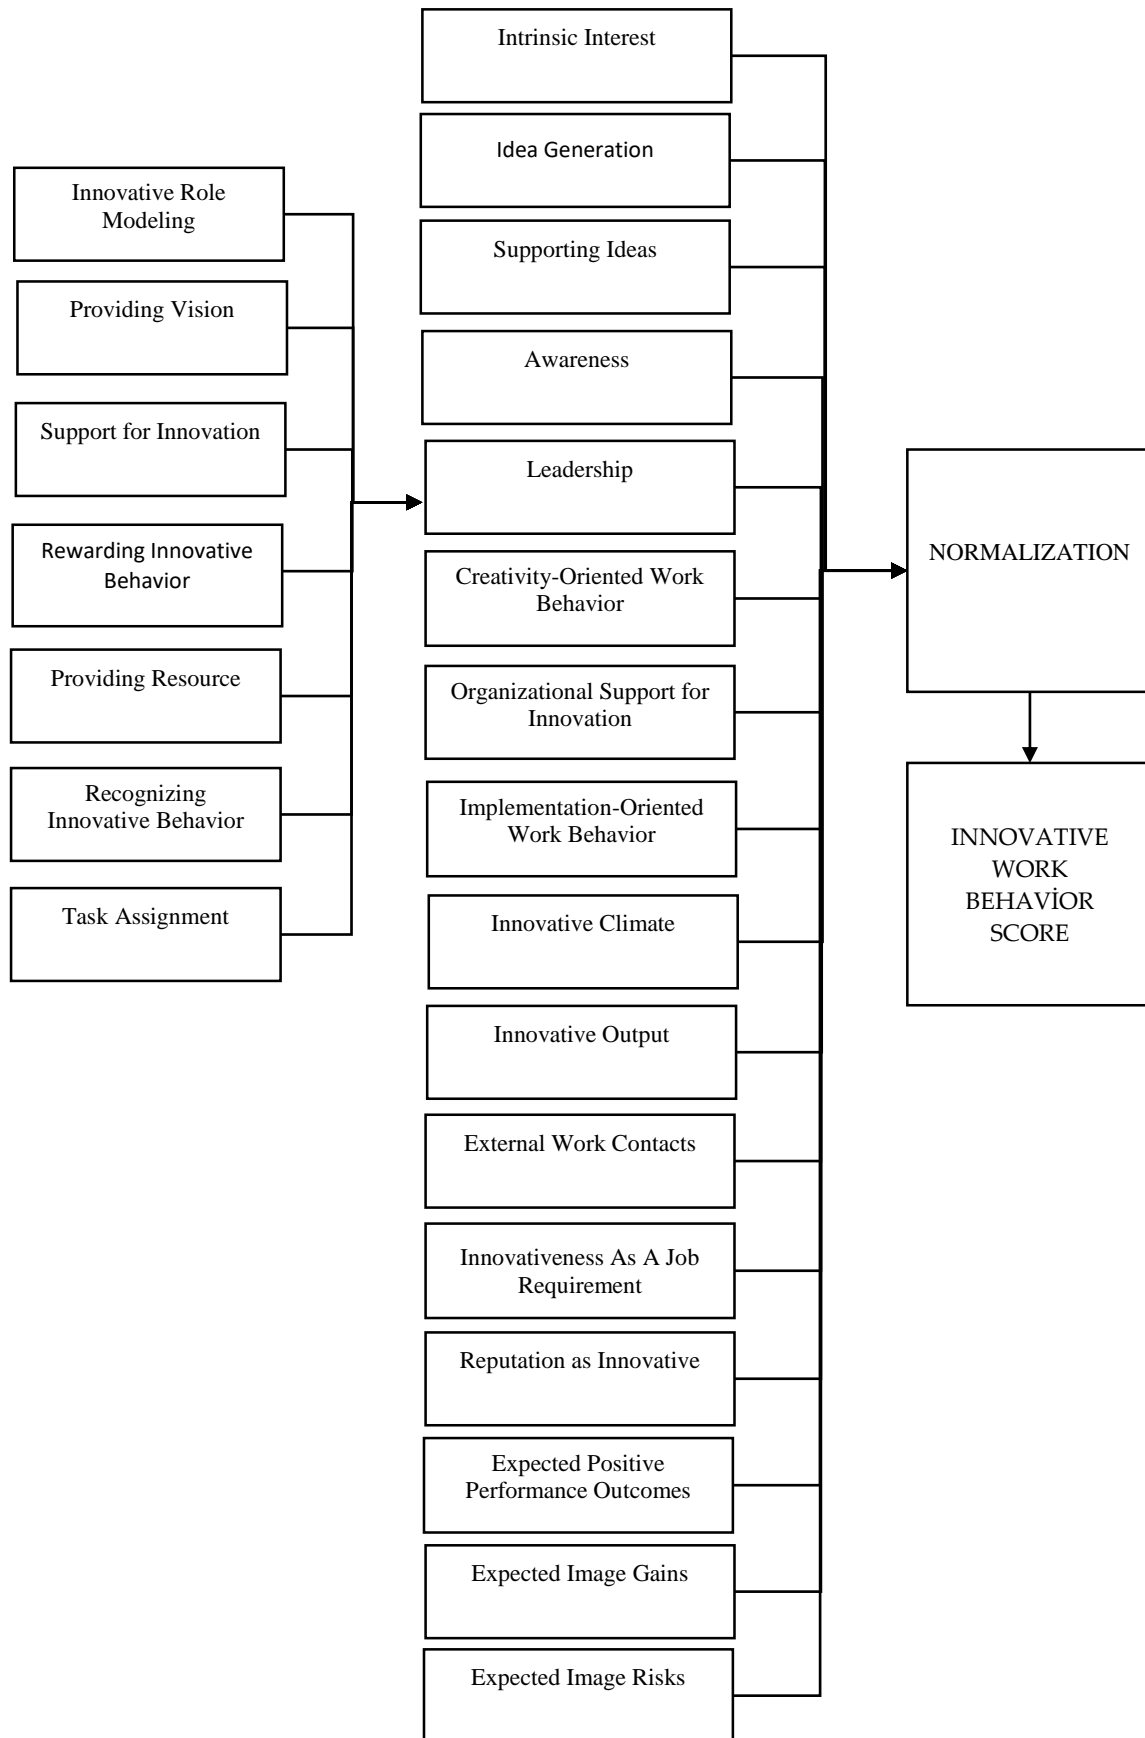 Innovative Role
Modeling
Providing Vision
Support for Innovation
Rewarding Innovative
Behavior
Providing Resource
Recognizing
Innovative Behavior
Task Assignment
Intrinsic Interest
Idea Generation
Supporting Ideas
Awareness
Leadership
Creativity-Oriented Work
Behavior
Organizational Support for
Innovation
Implementation-Oriented
Work Behavior
Innovative Climate
Innovative Output
External Work Contacts
Innovativeness As A Job
Requirement
Reputation as Innovative
Expected Positive
Performance Outcomes
Expected Image Gains
Expected Image Risks
NORMALIZATION
INNOVATIVE
WORK
BEHAVİOR
SCORE